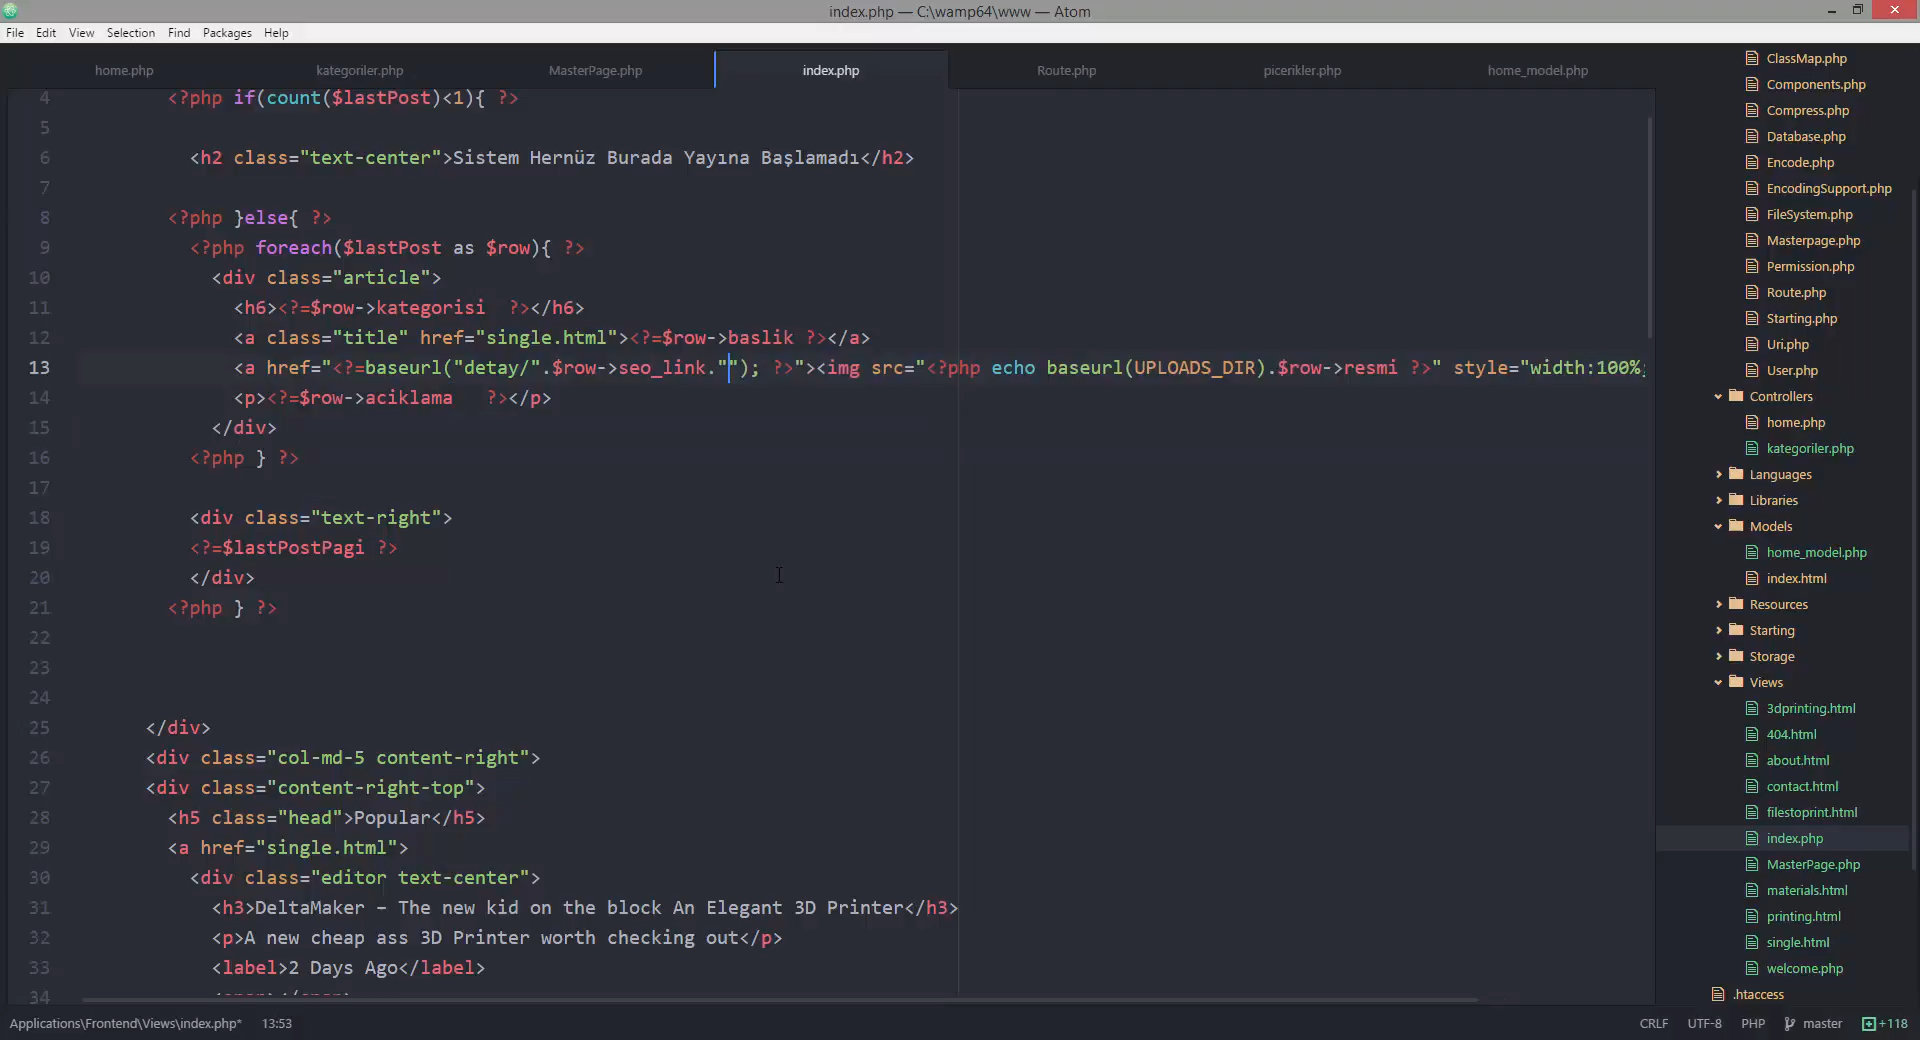 index.php — C:\wamp64\www — Atom
File Edit View Selection Find Packages Help
home.php kategoriler.php MasterPage.php index.php Route.php picerikler.php home_model.php
4 <?php if(count($lastPost)<1){ ?>
5
6 <h2 class="text-center">Sistem Hernüz Burada Yayına Başlamadı</h2>
7
8 <?php }else{ ?>
9 <?php foreach($lastPost as $row){ ?>
10 <div class="article">
11 <h6><?=$row->kategorisi  ?></h6>
12 <a class="title" href="single.html"><?=$row->baslik ?></a>
13 <a href="<?=baseurl("detay/".$row->seo_link.""); ?>"><img src="<?php echo baseurl(UPLOADS_DIR).$row->resmi ?>" style="width:100%;
14 <p><?=$row->aciklama   ?></p>
15 </div>
16 <?php } ?>
17
18 <div class="text-right">
19 <?=$lastPostPagi ?>
20 </div>
21 <?php } ?>
22
23
24
25 </div>
26 <div class="col-md-5 content-right">
27 <div class="content-right-top">
28 <h5 class="head">Popular</h5>
29 <a href="single.html">
30 <div class="editor text-center">
31 <h3>DeltaMaker – The new kid on the block An Elegant 3D Printer</h3>
32 <p>A new cheap ass 3D Printer worth checking out</p>
33 <label>2 Days Ago</label>
34
ClassMap.php
Components.php
Compress.php
Database.php
Encode.php
EncodingSupport.php
FileSystem.php
Masterpage.php
Permission.php
Route.php
Starting.php
Uri.php
User.php
Controllers
home.php
kategoriler.php
Languages
Libraries
Models
home_model.php
index.html
Resources
Starting
Storage
Views
3dprinting.html
404.html
about.html
contact.html
filestoprint.html
index.php
MasterPage.php
materials.html
printing.html
single.html
welcome.php
.htaccess
Applications\Frontend\Views\index.php* 13:53 CRLF UTF-8 PHP master +118